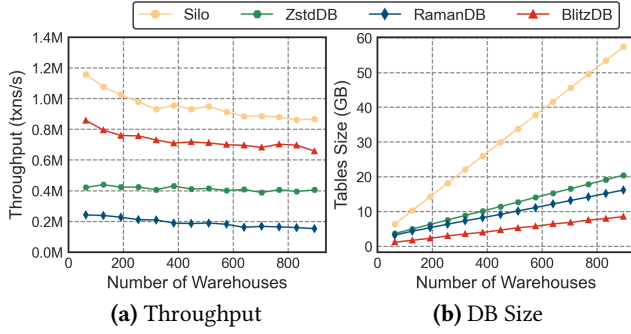 Silo ZstdDB RamanDB BlitzDB
Throughput (txns/s)
1.4M
1.2M
1.0M
0.8M
0.6M
0.4M
0.2M
0.0M
0 200 400 600 800
Number of Warehouses
(a) Throughput
Tables Size (GB)
60
50
40
30
20
10
0
0 200 400 600 800
Number of Warehouses
(b) DB Size